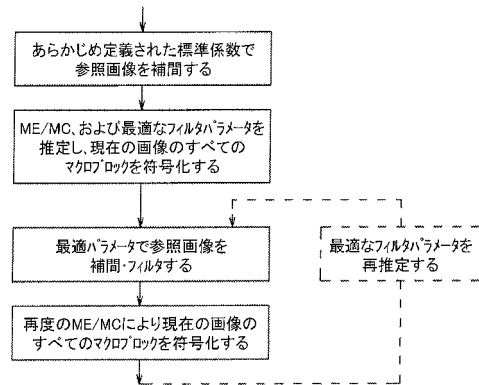 あらかじめ定義された標準係数で
参照画像を補間する
ME/MC、および最適なフィルタパラメータを
推定し、現在の画像のすべての
マクロブロックを符号化する
最適パラメータで参照画像を
補間・フィルタする
最適なフィルタパラメータを
再推定する
再度のME/MCにより現在の画像の
すべてのマクロブロックを符号化する